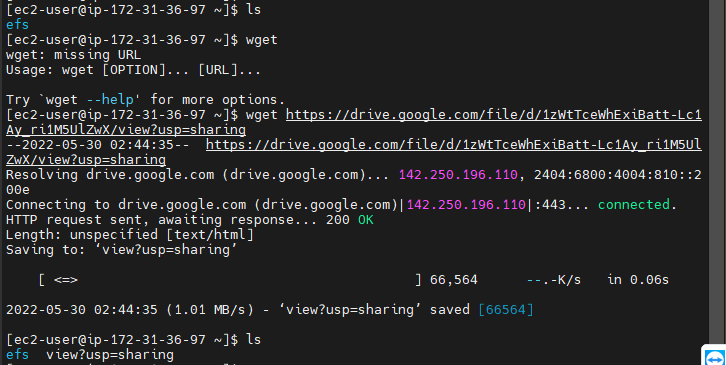 [ec2-user@ip-172-31-36-97 ~]$ ls
efs
[ec2-user@ip-172-31-36-97 ~]$ wget
wget: missing URL
Usage: wget [OPTION]... [URL]...

Try `wget --help' for more options.
[ec2-user@ip-172-31-36-97 ~]$ wget https://drive.google.com/file/d/1zWtTceWhExiBatt-Lc1
Ay_ri1M5UlZwX/view?usp=sharing
--2022-05-30 02:44:35--  https://drive.google.com/file/d/1zWtTceWhExiBatt-Lc1Ay_ri1M5Ul
ZwX/view?usp=sharing
Resolving drive.google.com (drive.google.com)... 142.250.196.110, 2404:6800:4004:810::2
00e
Connecting to drive.google.com (drive.google.com)|142.250.196.110|:443... connected.
HTTP request sent, awaiting response... 200 OK
Length: unspecified [text/html]
Saving to: ‘view?usp=sharing’

[ <=> ] 66,564 --.-K/s in 0.06s

2022-05-30 02:44:35 (1.01 MB/s) - ‘view?usp=sharing’ saved [66564]

[ec2-user@ip-172-31-36-97 ~]$ ls
efs  view?usp=sharing